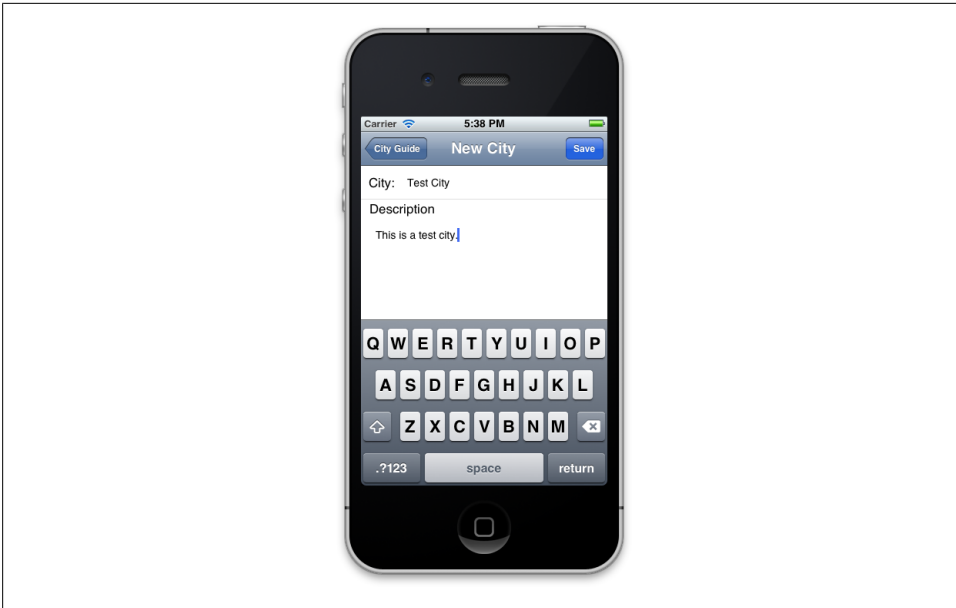 Carrier 5:38 PM
City Guide New City Save
City: Test City
Description
This is a test city.
Q W E R T Y U I O P
A S D F G H J K L
Z X C V B N M
.?123 space return